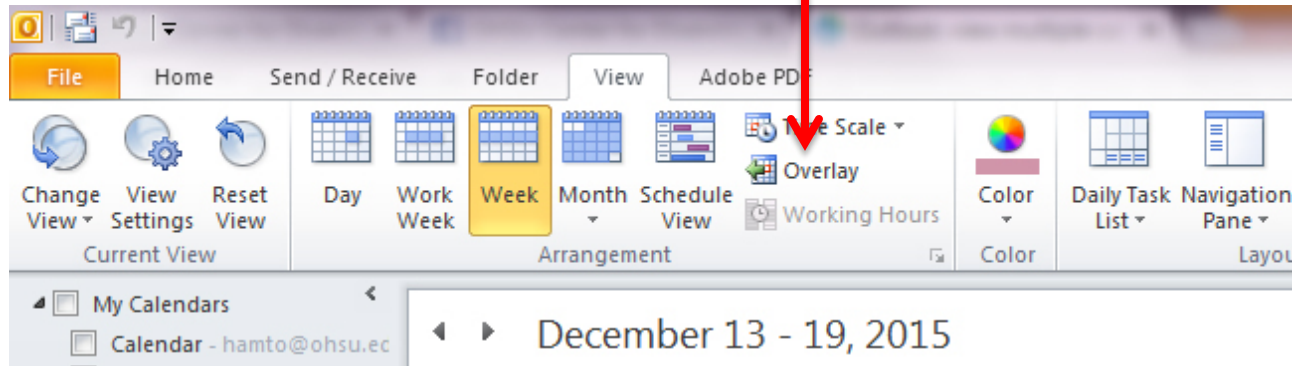 File Home Send / Receive Folder View Adobe PDF
Time Scale
Overlay
Working Hours
Change View
View Settings
Reset View
Day
Work Week
Week
Month
Schedule View
Color
Daily Task List
Navigation Pane
Current View
Arrangement
Color
Layou
My Calendars
Calendar - hamto@ohsu.ec
December 13 - 19, 2015